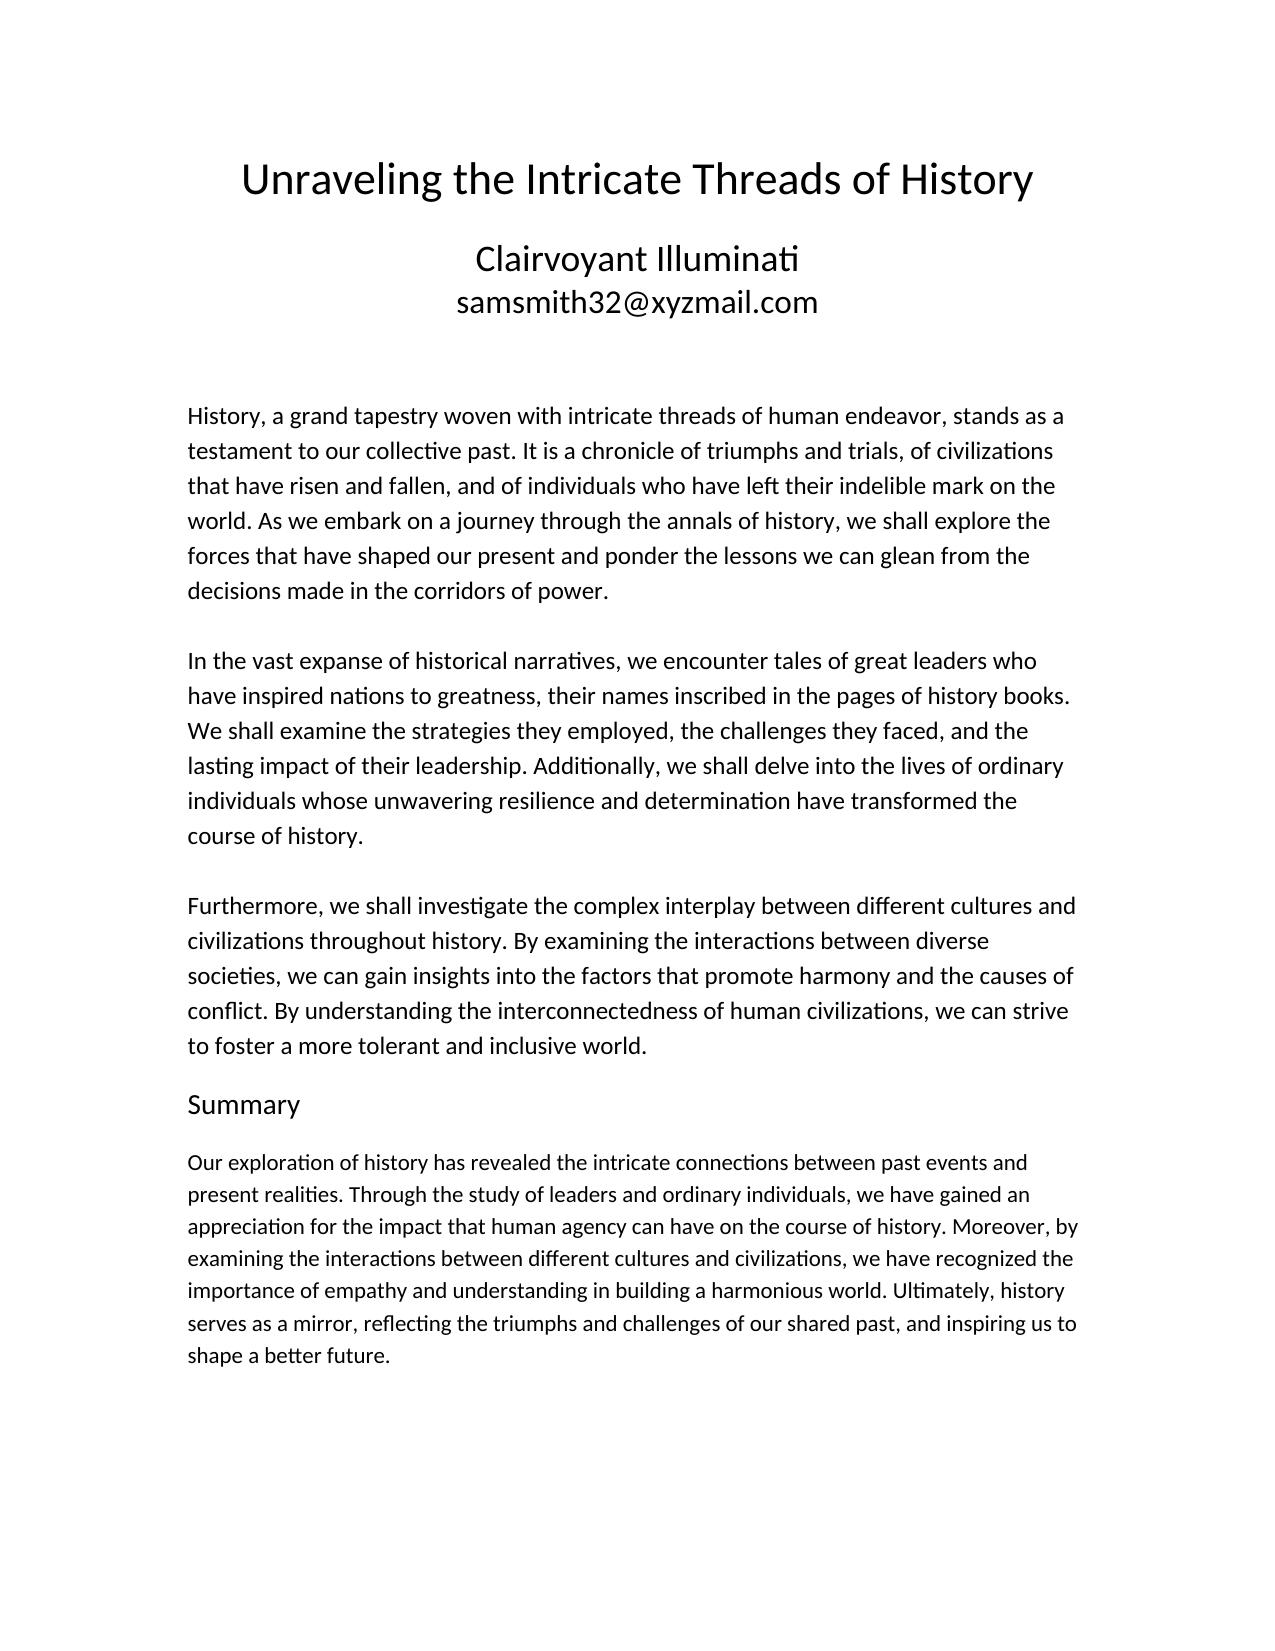 Unraveling the Intricate Threads of History
Clairvoyant Illuminati
samsmith32@xyzmail.com
History, a grand tapestry woven with intricate threads of human endeavor, stands as a
testament to our collective past. It is a chronicle of triumphs and trials, of civilizations
that have risen and fallen, and of individuals who have left their indelible mark on the
world. As we embark on a journey through the annals of history, we shall explore the
forces that have shaped our present and ponder the lessons we can glean from the
decisions made in the corridors of power.
In the vast expanse of historical narratives, we encounter tales of great leaders who
have inspired nations to greatness, their names inscribed in the pages of history books.
We shall examine the strategies they employed, the challenges they faced, and the
lasting impact of their leadership. Additionally, we shall delve into the lives of ordinary
individuals whose unwavering resilience and determination have transformed the
course of history.
Furthermore, we shall investigate the complex interplay between different cultures and
civilizations throughout history. By examining the interactions between diverse
societies, we can gain insights into the factors that promote harmony and the causes of
conflict. By understanding the interconnectedness of human civilizations, we can strive
to foster a more tolerant and inclusive world.
Summary
Our exploration of history has revealed the intricate connections between past events and
present realities. Through the study of leaders and ordinary individuals, we have gained an
appreciation for the impact that human agency can have on the course of history. Moreover, by
examining the interactions between different cultures and civilizations, we have recognized the
importance of empathy and understanding in building a harmonious world. Ultimately, history
serves as a mirror, reflecting the triumphs and challenges of our shared past, and inspiring us to
shape a better future.